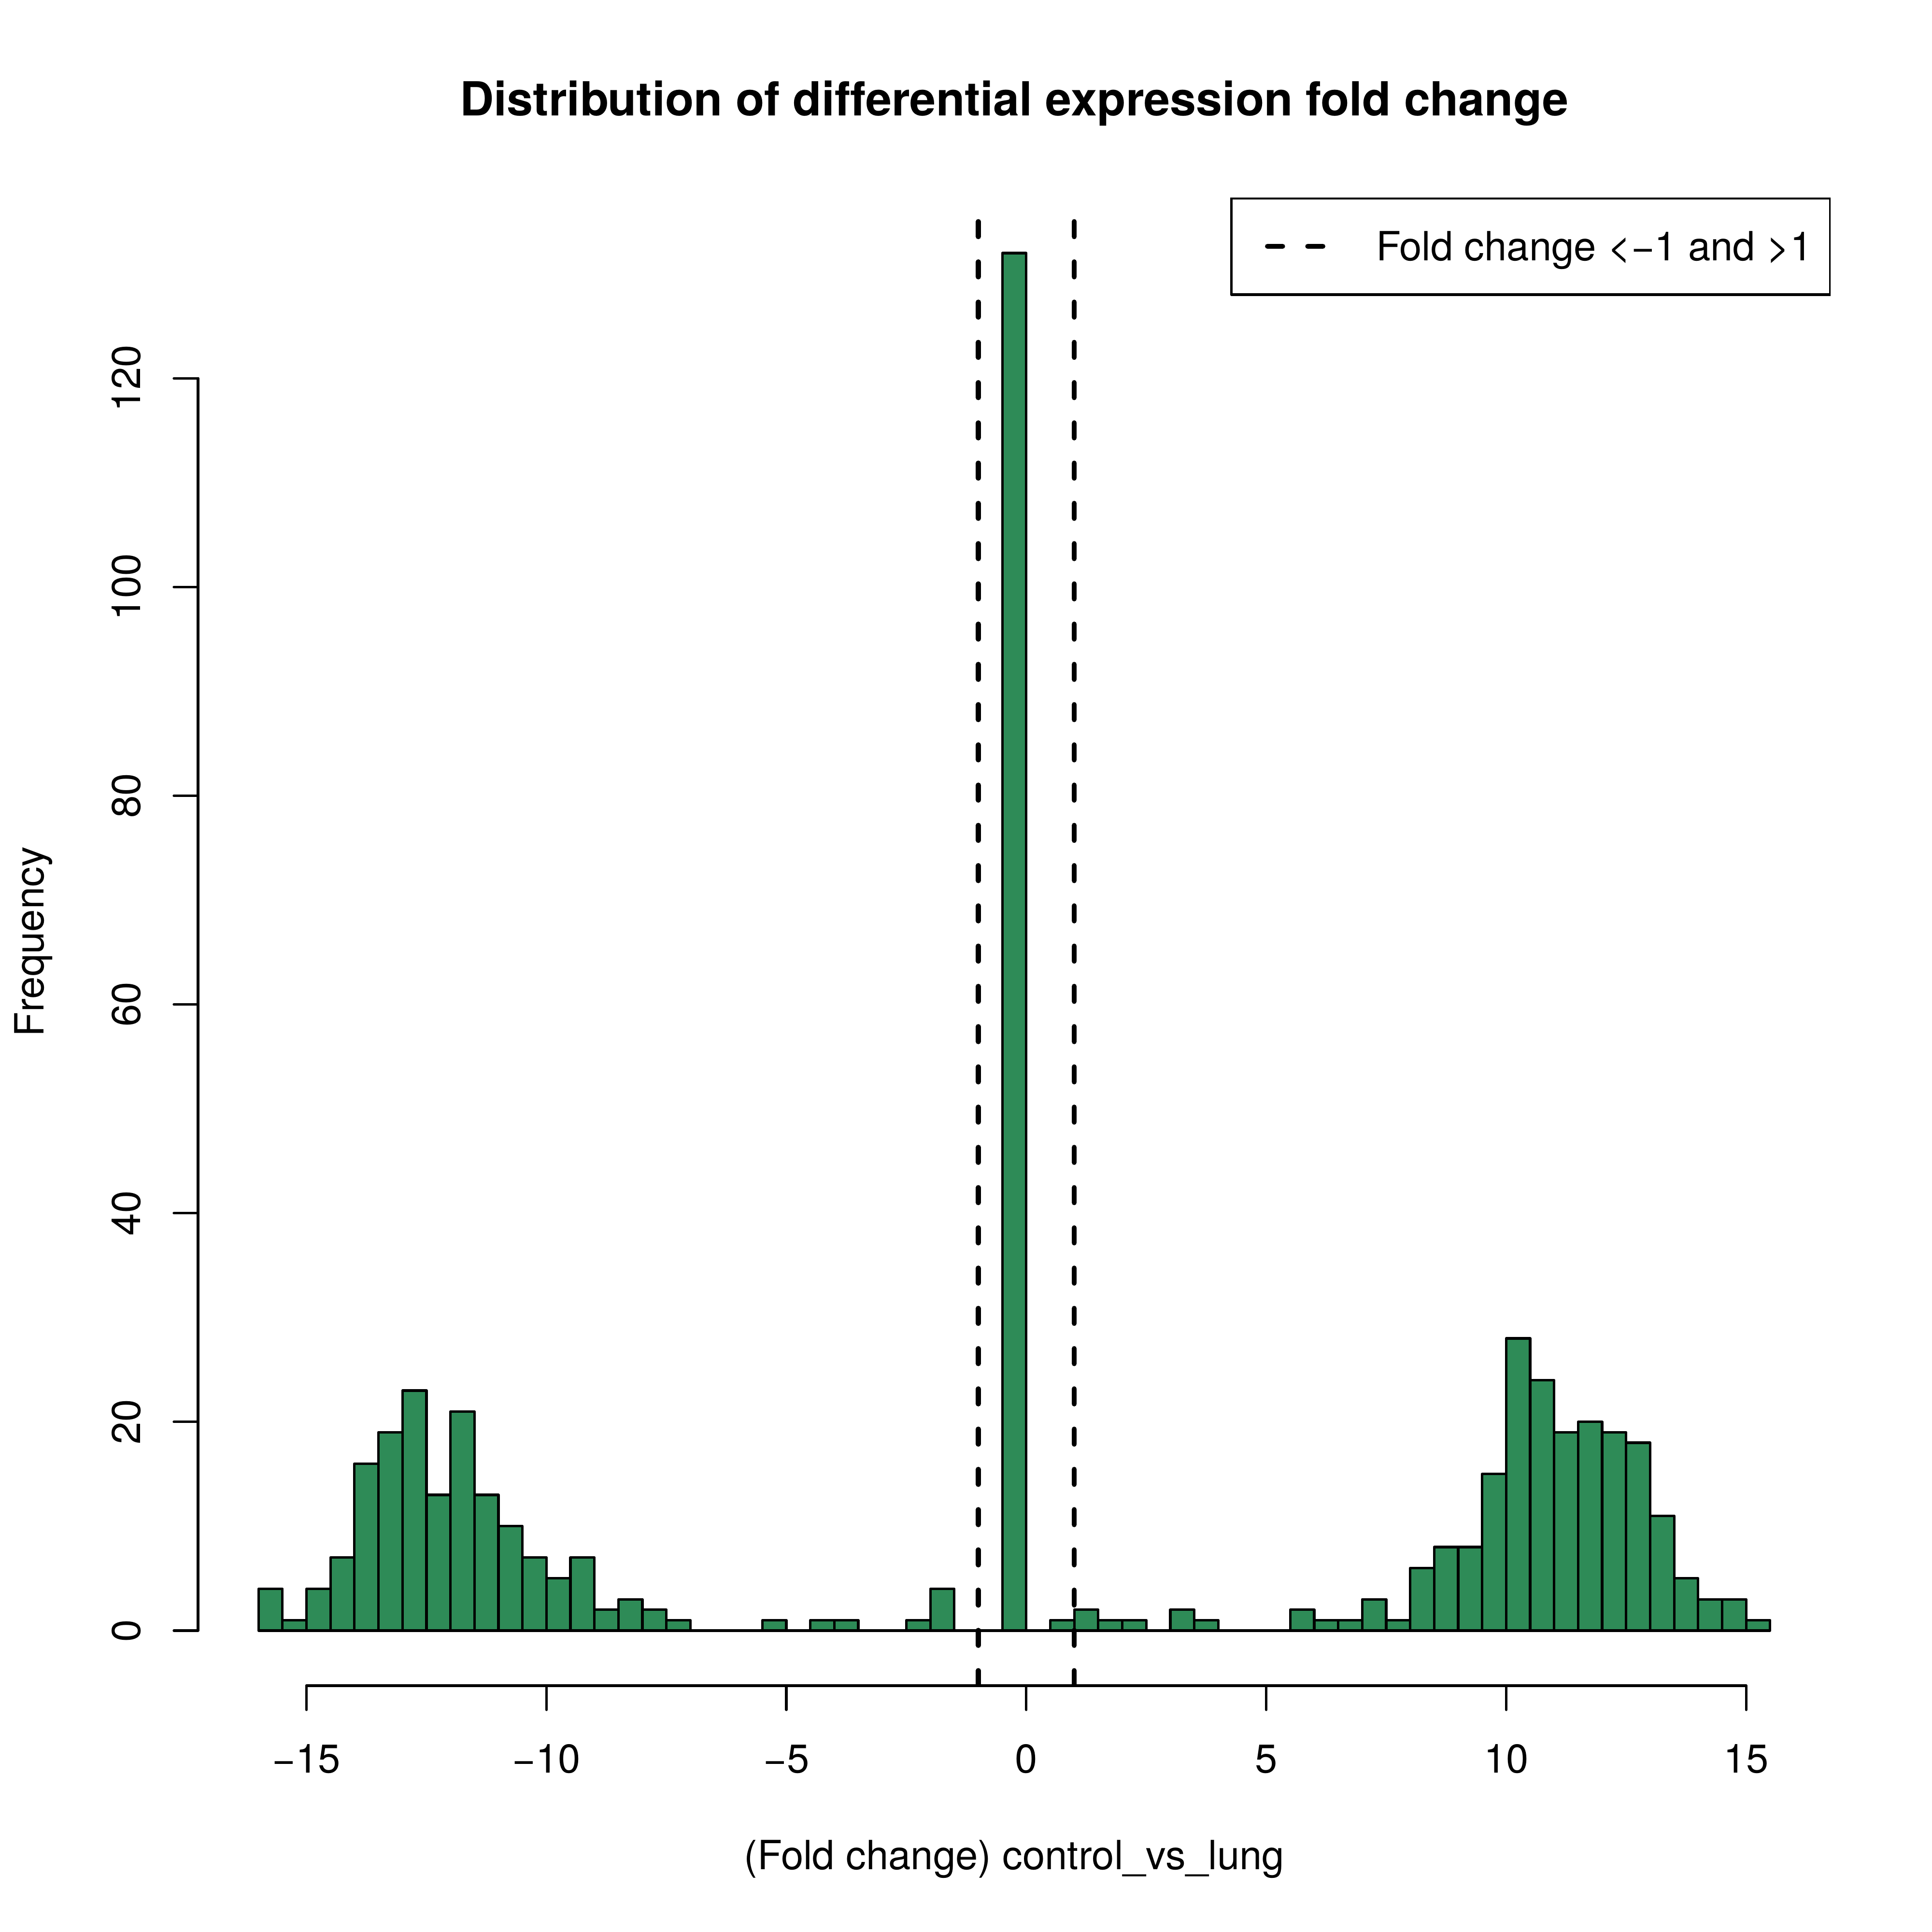 Distribution of differential expression fold change
Fold change <−1 and >1
Frequency
120
100
80
60
40
20
0
−15 −10 −5 0 5 10 15
(Fold change) control_vs_lung